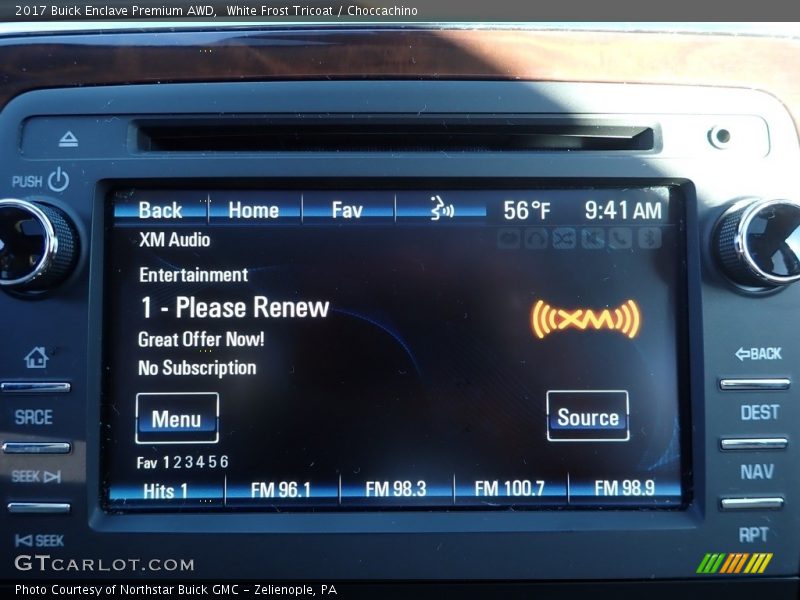 2017 Buick Enclave Premium AWD,  White Frost Tricoat / Choccachino
PUSH
Back Home Fav 56°F 9:41 AM
XM Audio
Entertainment
1 - Please Renew
Great Offer Now!
No Subscription
XM
Menu
Source
Fav 1 2 3 4 5 6
Hits 1 FM 96.1 FM 98.3 FM 100.7 FM 98.9
SRCE
SEEK
SEEK
BACK
DEST
NAV
RPT
GTCARLOT.COM
Photo Courtesy of Northstar Buick GMC - Zelienople, PA